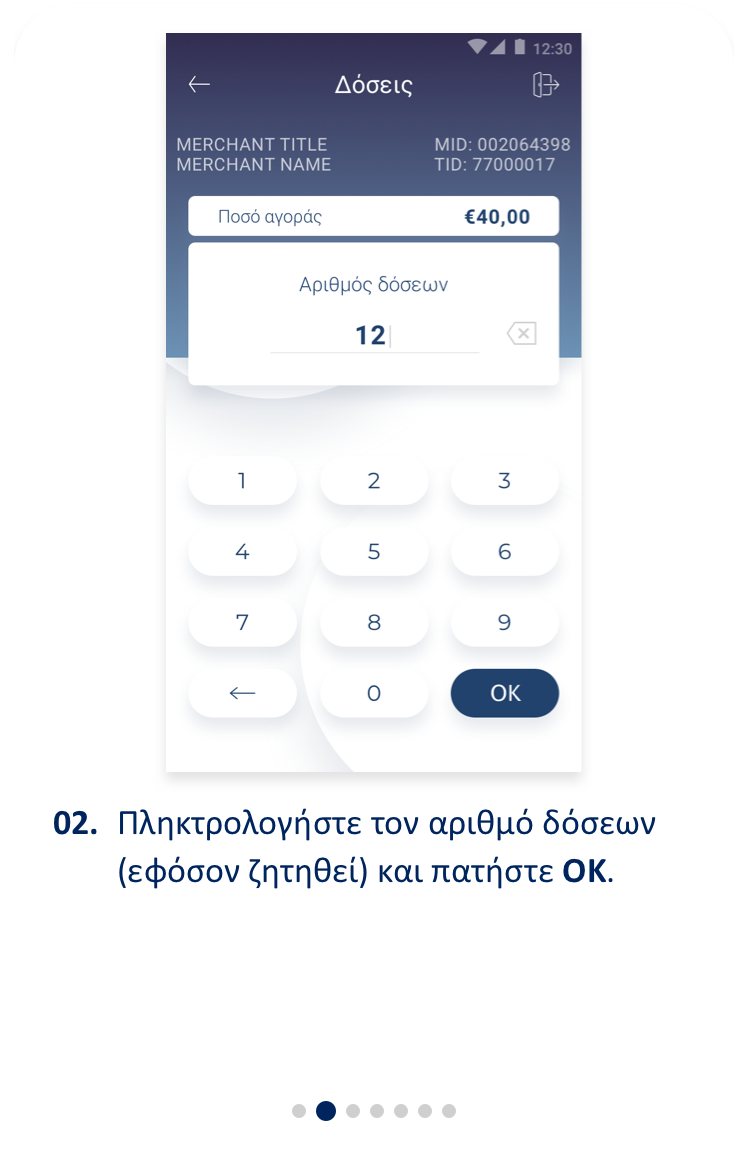 12:30
Δόσεις
MERCHANT TITLE MID: 002064398
MERCHANT NAME TID: 77000017
Ποσό αγοράς €40,00
Αριθμός δόσεων
12
1 2 3
4 5 6
7 8 9
0 OK
02. Πληκτρολογήστε τον αριθμό δόσεων
(εφόσον ζητηθεί) και πατήστε OK.